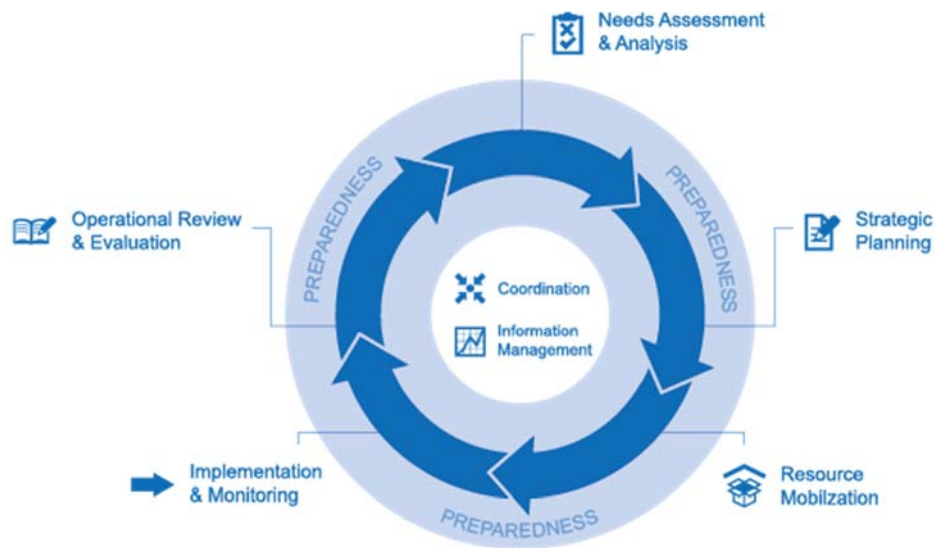 Needs Assessment
& Analysis
PREPAREDNESS
PREPAREDNESS
Operational Review
& Evaluation
Strategic
Planning
Coordination
Information
Management
Implementation
& Monitoring
Resource
Mobilzation
PREPAREDNESS